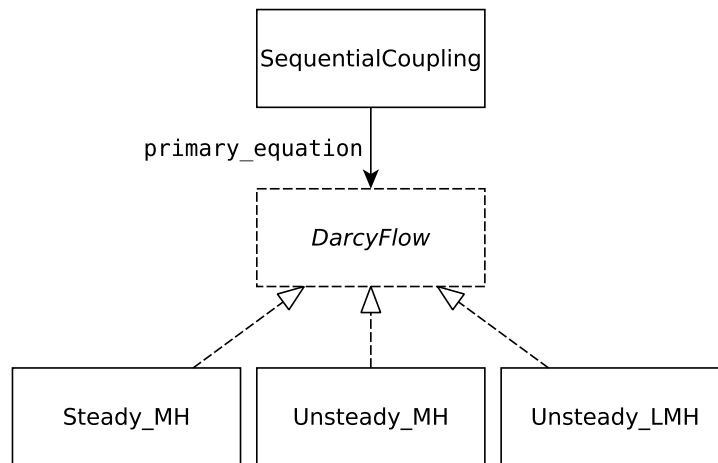 SequentialCoupling
primary_equation
DarcyFlow
Steady_MH
Unsteady_MH
Unsteady_LMH